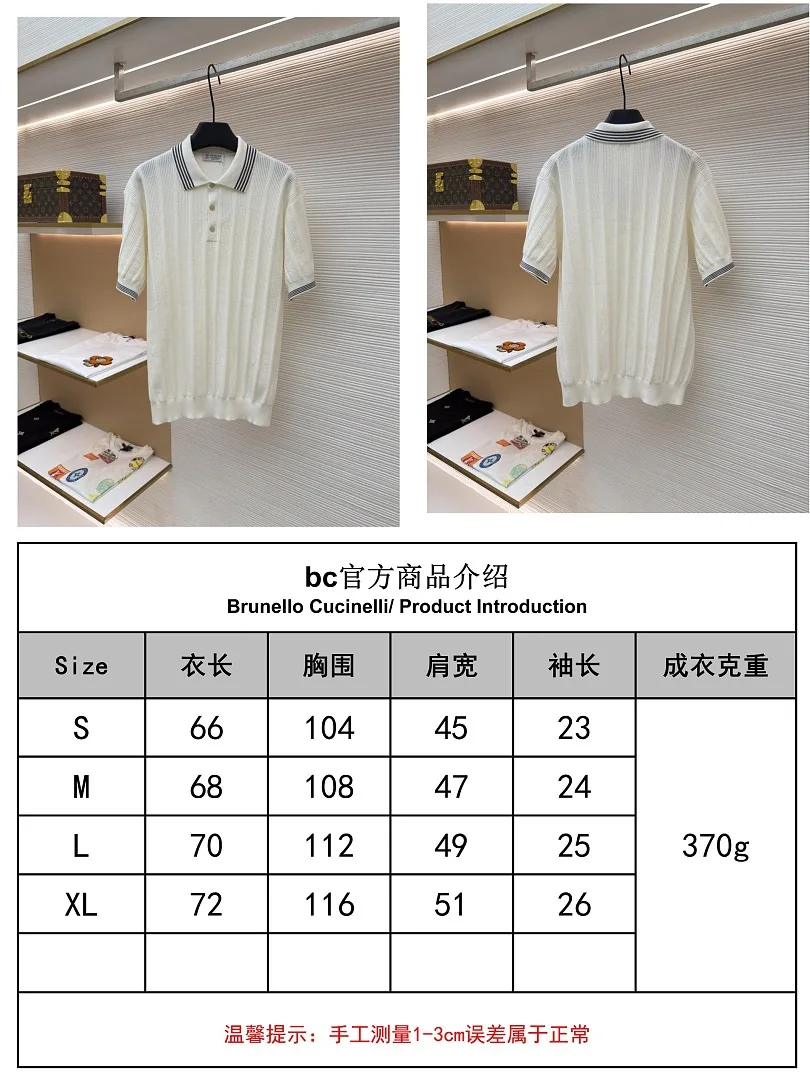 bc官方商品介绍
Brunello Cucinelli/ Product Introduction
Size 衣长 胸围 肩宽 袖长 成衣克重
S 66 104 45 23
M 68 108 47 24
L 70 112 49 25
370g
XL 72 116 51 26
温馨提示: 手工测量1-3cm误差属于正常